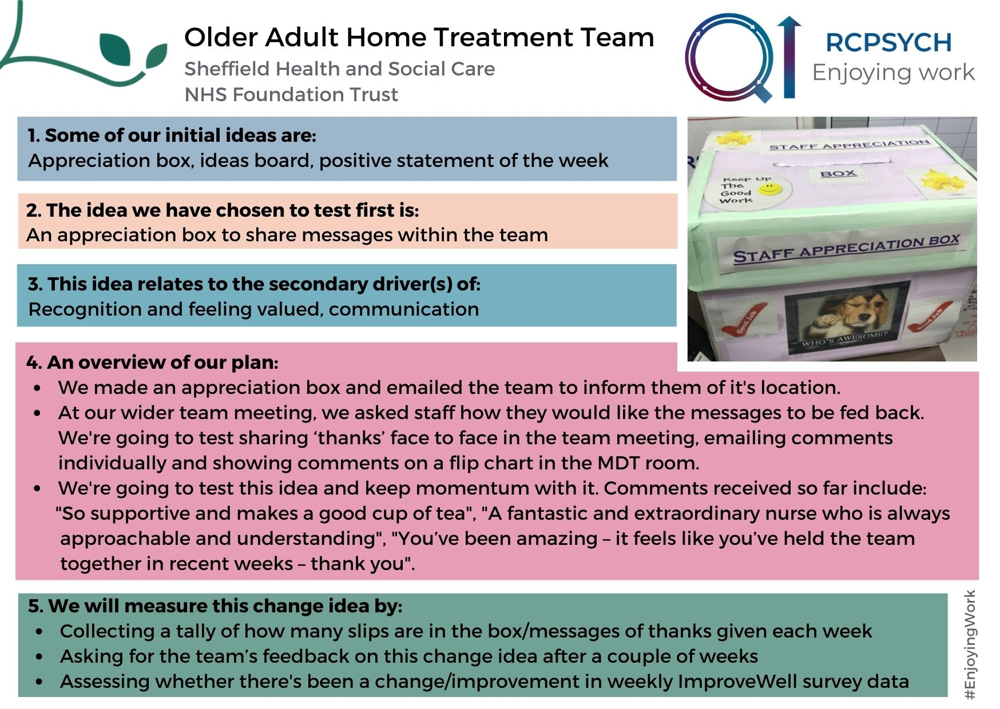 Older Adult Home Treatment Team
Sheffield Health and Social Care
NHS Foundation Trust
QI
RCPSYCH
Enjoying work
1. Some of our initial ideas are:
Appreciation box, ideas board, positive statement of the week
2. The idea we have chosen to test first is:
An appreciation box to share messages within the team
3. This idea relates to the secondary driver(s) of:
Recognition and feeling valued, communication
STAFF APPRECIATION
BOX
Keep Up
The
Good
Work
STAFF APPRECIATION BOX
Good Job
WHO'S AWESOME?
Good Job
4. An overview of our plan:
• We made an appreciation box and emailed the team to inform them of it's location.
• At our wider team meeting, we asked staff how they would like the messages to be fed back.
We're going to test sharing ‘thanks’ face to face in the team meeting, emailing comments
individually and showing comments on a flip chart in the MDT room.
• We're going to test this idea and keep momentum with it. Comments received so far include:
"So supportive and makes a good cup of tea", "A fantastic and extraordinary nurse who is always
approachable and understanding", "You’ve been amazing – it feels like you’ve held the team
together in recent weeks – thank you".
5. We will measure this change idea by:
• Collecting a tally of how many slips are in the box/messages of thanks given each week
• Asking for the team’s feedback on this change idea after a couple of weeks
• Assessing whether there's been a change/improvement in weekly ImproveWell survey data
#EnjoyingWork